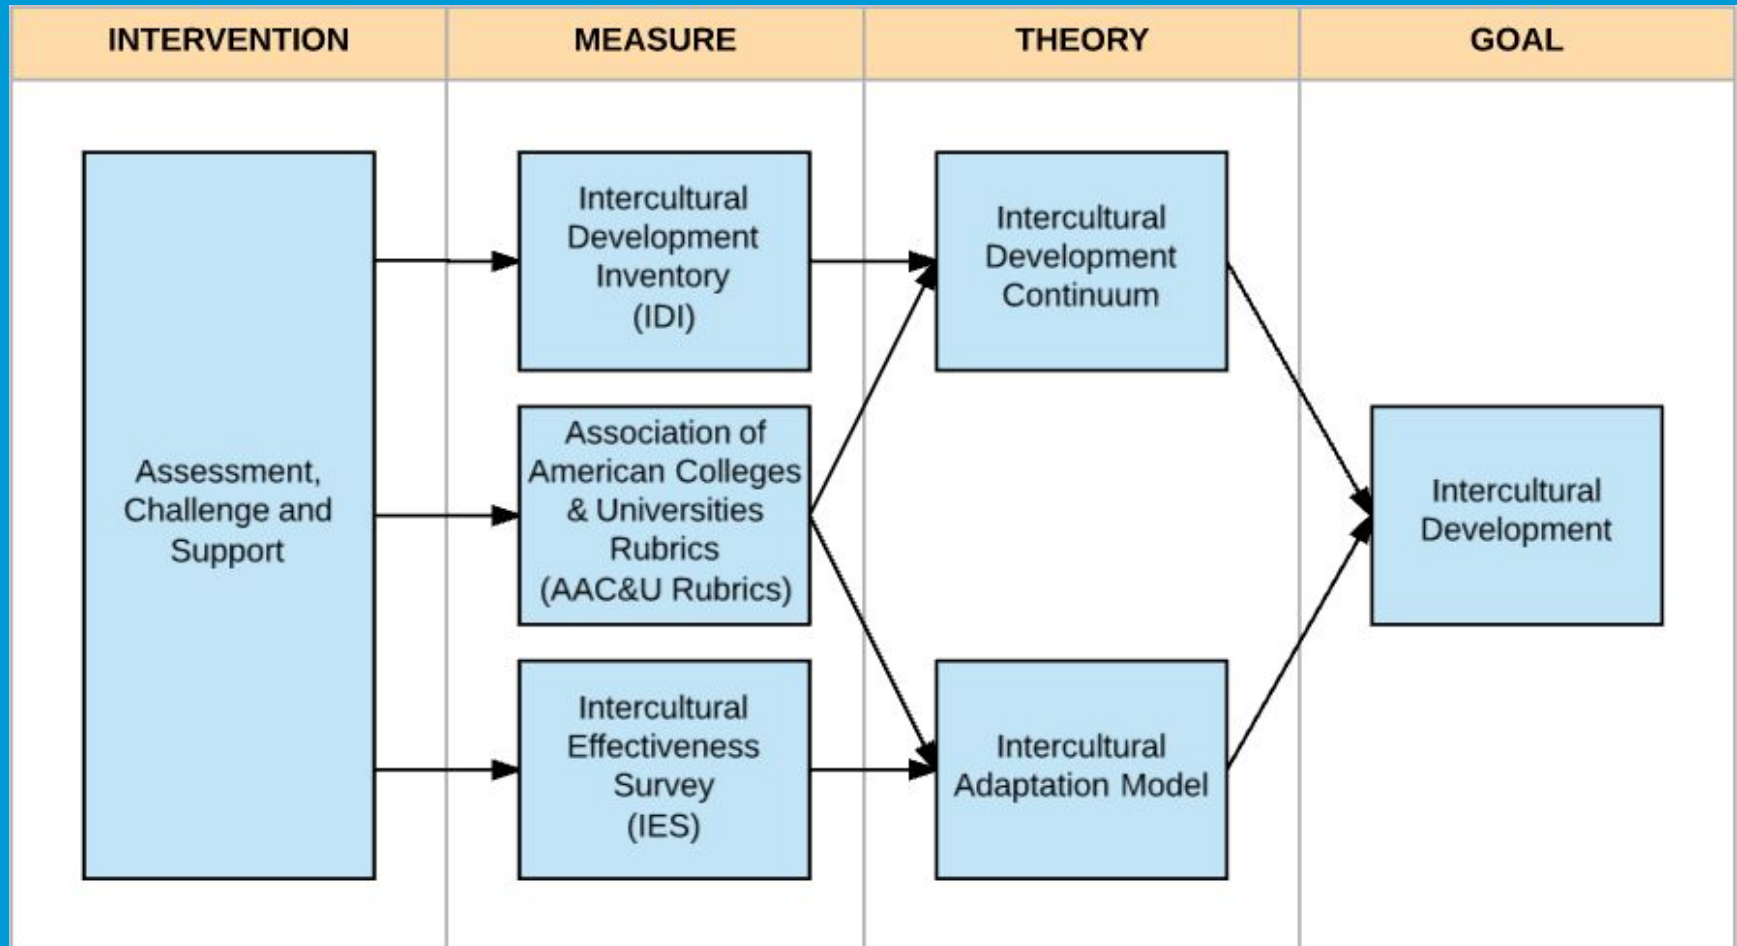 INTERVENTION
MEASURE
THEORY
GOAL
Assessment,
Challenge and
Support
Intercultural
Development
Inventory
(IDI)
Association of
American Colleges
& Universities
Rubrics
(AAC&U Rubrics)
Intercultural
Effectiveness
Survey
(IES)
Intercultural
Development
Continuum
Intercultural
Adaptation Model
Intercultural
Development